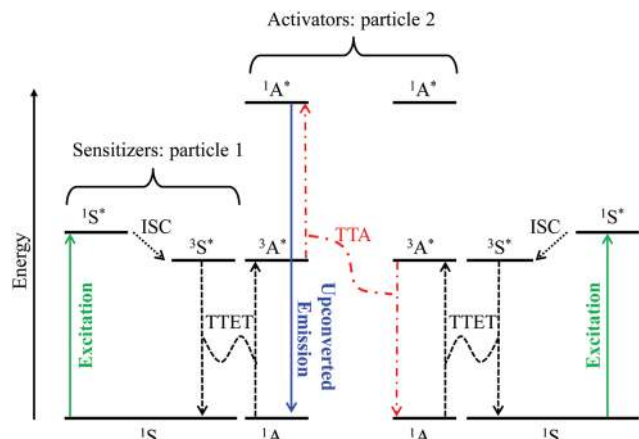 Activators: particle 2
¹A* ¹A*
Sensitizers: particle 1
¹S* ISC ³S* ³A* TTA ³A* ³S* ISC ¹S*
Energy
Excitation
TTET
Upconverted
Emission
TTET
Excitation
¹S ¹A ¹A ¹S